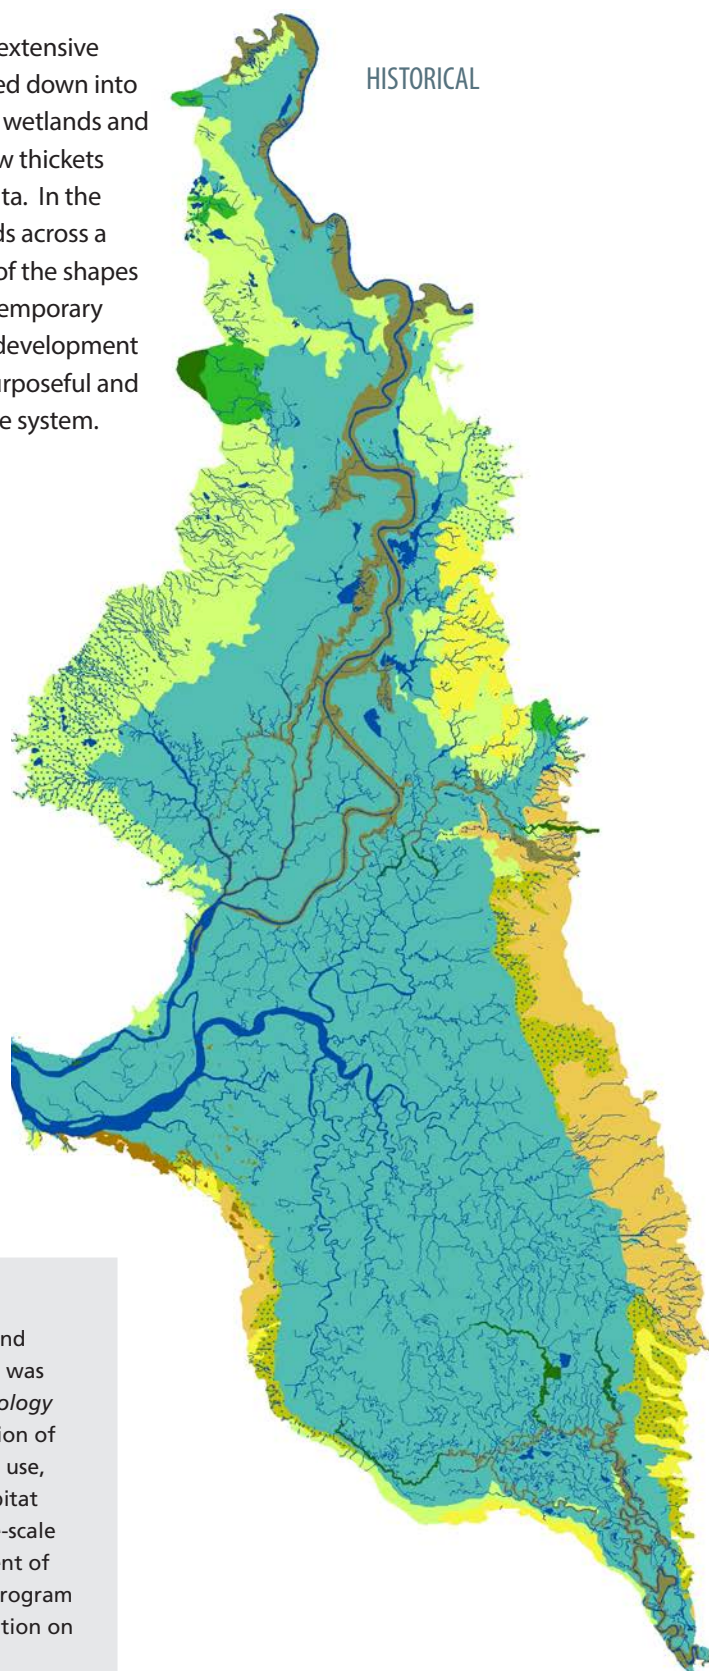 extensive
ed down into
wetlands and
w thickets
ta. In the
ds across a
of the shapes
temporary
development
urposeful and
e system.
HISTORICAL
nd
was
ology
ion of
use,
bitat
-scale
nt of
rogram
tion on